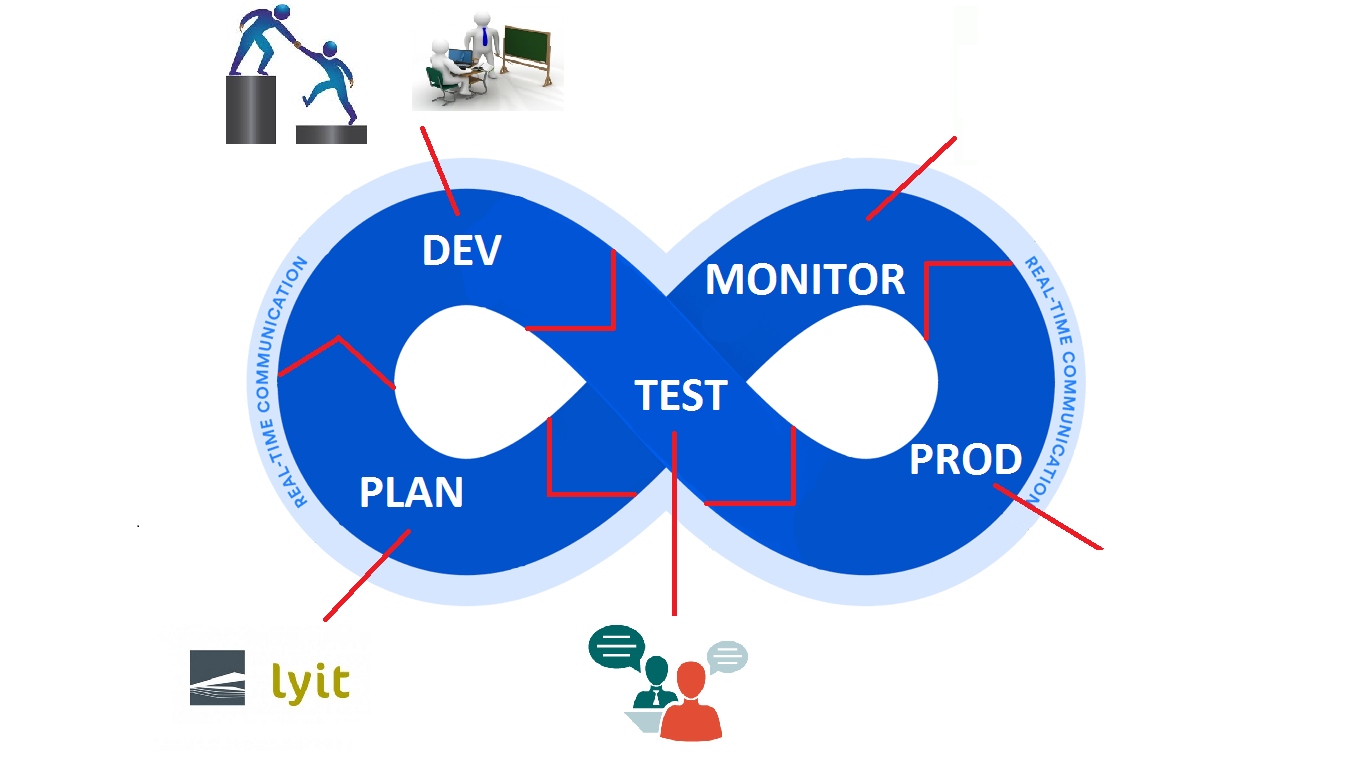 DEV
MONITOR
REAL-TIME COMMUNICATION
REAL-TIME COMMUNICATION
TEST
PROD
PLAN
lyit